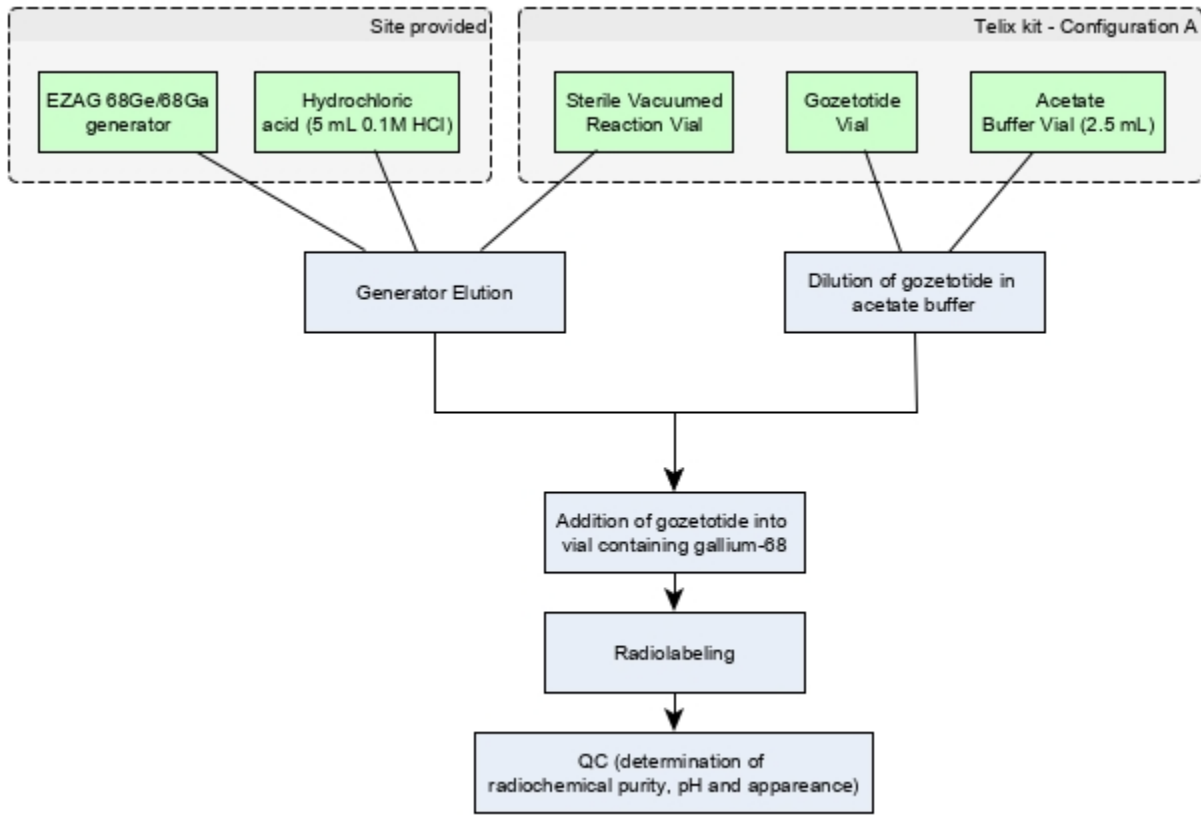 Site provided
Telix kit - Configuration A
EZAG 68Ge/68Ga
generator
Hydrochloric
acid (5 mL 0.1M HCl)
Sterile Vacuumed
Reaction Vial
Gozetotide
Vial
Acetate
Buffer Vial (2.5 mL)
Generator Elution
Dilution of gozetotide in
acetate buffer
Addition of gozetotide into
vial containing gallium-68
Radiolabeling
QC (determination of
radiochemical purity, pH and appareance)